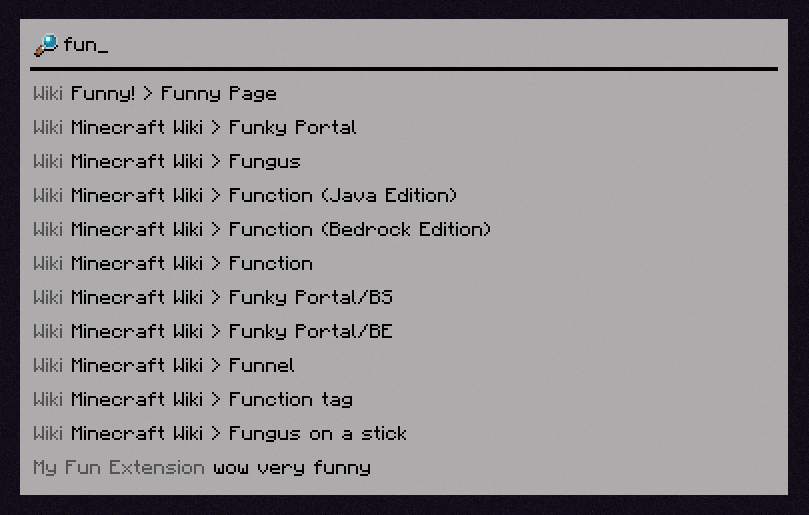 fun_
Wiki Funny! > Funny Page
Wiki Minecraft Wiki > Funky Portal
Wiki Minecraft Wiki > Fungus
Wiki Minecraft Wiki > Function (Java Edition)
Wiki Minecraft Wiki > Function (Bedrock Edition)
Wiki Minecraft Wiki > Function
Wiki Minecraft Wiki > Funky Portal/BS
Wiki Minecraft Wiki > Funky Portal/BE
Wiki Minecraft Wiki > Funnel
Wiki Minecraft Wiki > Function tag
Wiki Minecraft Wiki > Fungus on a stick
My Fun Extension wow very funny